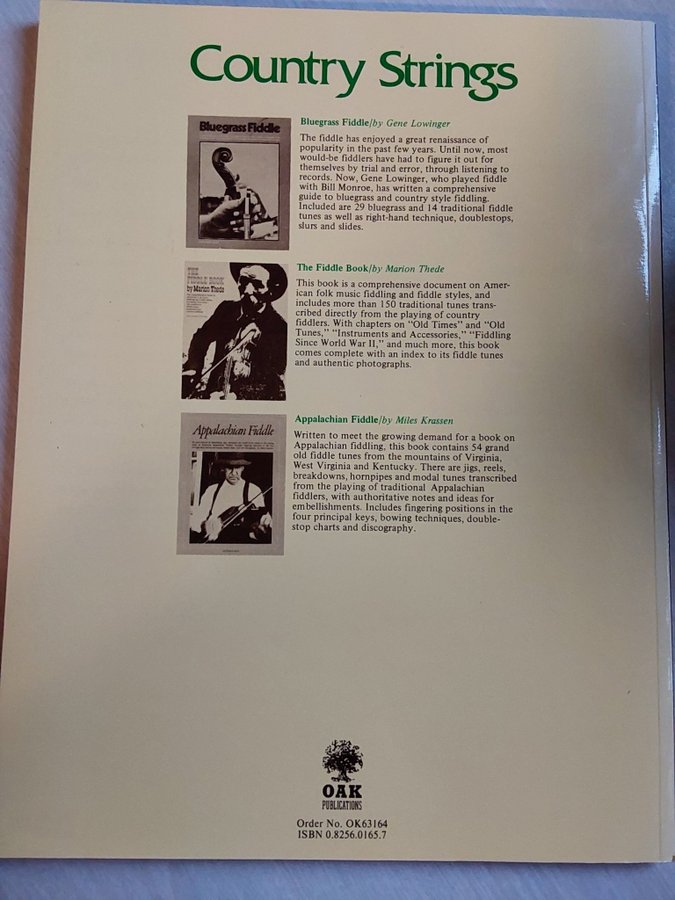 Country Strings
Bluegrass Fiddle
Bluegrass Fiddle/by Gene Lowinger
The fiddle has enjoyed a great renaissance of
popularity in the past few years. Until now, most
would-be fiddlers have had to figure it out for
themselves by trial and error, through listening to
records. Now, Gene Lowinger, who played fiddle
with Bill Monroe, has written a comprehensive
guide to bluegrass and country style fiddling.
Included are 29 bluegrass and 14 traditional fiddle
tunes as well as right-hand technique, doublestops,
slurs and slides.
by Marion Thede
The Fiddle Book/by Marion Thede
This book is a comprehensive document on Amer-
ican folk music fiddling and fiddle styles, and
includes more than 150 traditional tunes trans-
cribed directly from the playing of country
fiddlers. With chapters on "Old Times" and "Old
Tunes," "Instruments and Accessories," "Fiddling
Since World War II," and much more, this book
comes complete with an index to its fiddle tunes
and authentic photographs.
Appalachian Fiddle
Appalachian Fiddle/by Miles Krassen
Written to meet the growing demand for a book on
Appalachian fiddling, this book contains 54 grand
old fiddle tunes from the mountains of Virginia,
West Virginia and Kentucky. There are jigs, reels,
breakdowns, hornpipes and modal tunes transcribed
from the playing of traditional Appalachian
fiddlers, with authoritative notes and ideas for
embellishments. Includes fingering positions in the
four principal keys, bowing techniques, double-
stop charts and discography.
OAK
PUBLICATIONS
Order No. OK63164
ISBN 0.8256.0165.7